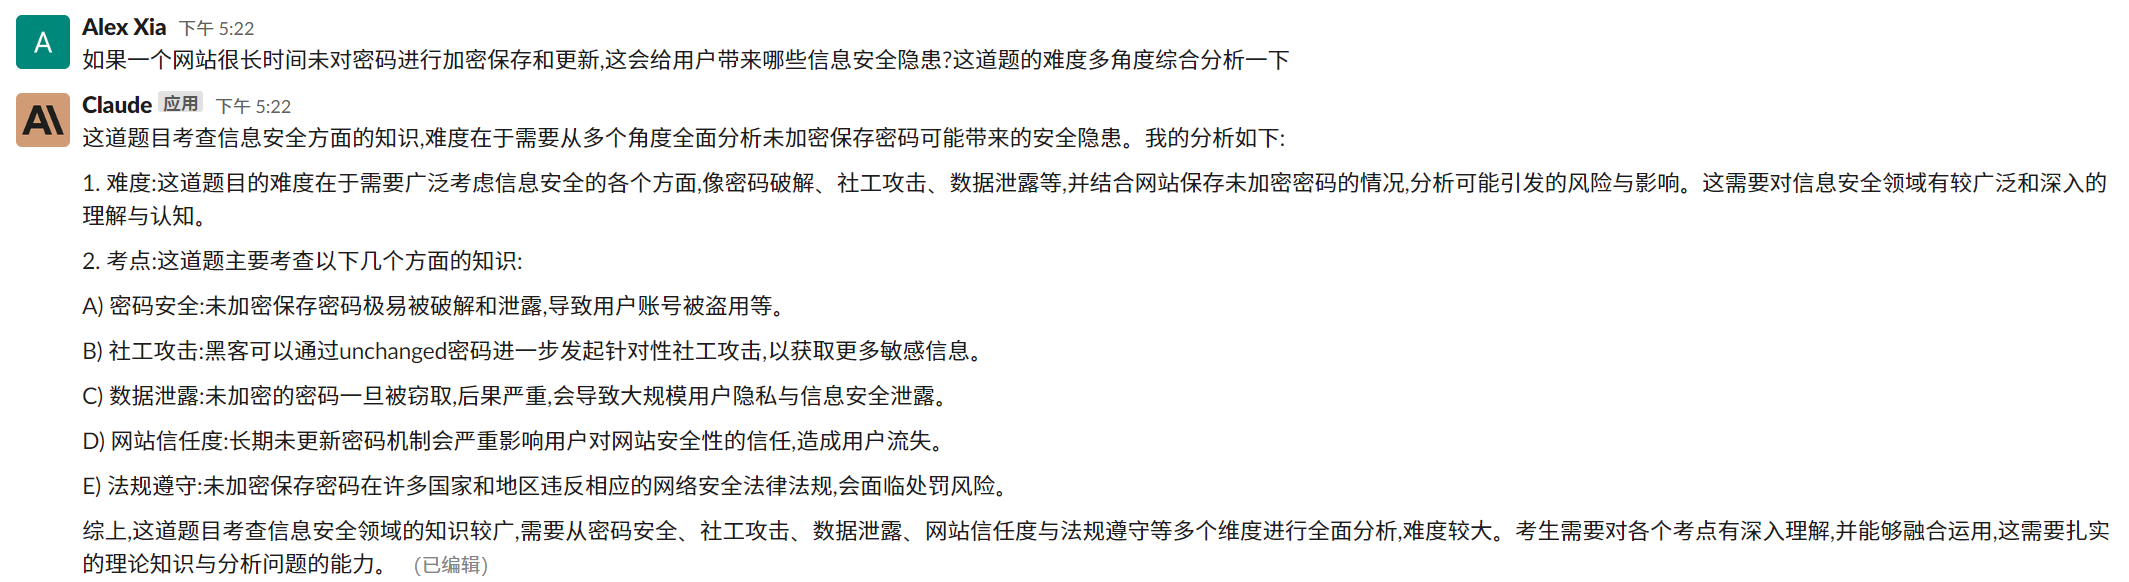 A
Alex Xia 下午 5:22
如果一个网站很长时间未对密码进行加密保存和更新,这会给用户带来哪些信息安全隐患?这道题的难度多角度综合分析一下
Claude 应用 下午 5:22
这道题目考查信息安全方面的知识,难度在于需要从多个角度全面分析未加密保存密码可能带来的安全隐患。我的分析如下:
1. 难度:这道题目的难度在于需要广泛考虑信息安全的各个方面,像密码破解、社工攻击、数据泄露等,并结合网站保存未加密密码的情况,分析可能引发的风险与影响。这需要对信息安全领域有较广泛和深入的
理解与认知。
2. 考点:这道题主要考查以下几个方面的知识:
A) 密码安全:未加密保存密码极易被破解和泄露,导致用户账号被盗用等。
B) 社工攻击:黑客可以通过unchanged密码进一步发起针对性社工攻击,以获取更多敏感信息。
C) 数据泄露:未加密的密码一旦被窃取,后果严重,会导致大规模用户隐私与信息安全泄露。
D) 网站信任度:长期未更新密码机制会严重影响用户对网站安全性的信任,造成用户流失。
E) 法规遵守:未加密保存密码在许多国家和地区违反相应的网络安全法律法规,会面临处罚风险。
综上,这道题目考查信息安全领域的知识较广,需要从密码安全、社工攻击、数据泄露、网站信任度与法规遵守等多个维度进行全面分析,难度较大。考生需要对各个考点有深入理解,并能够融合运用,这需要扎实
的理论知识与分析问题的能力。 (已编辑)